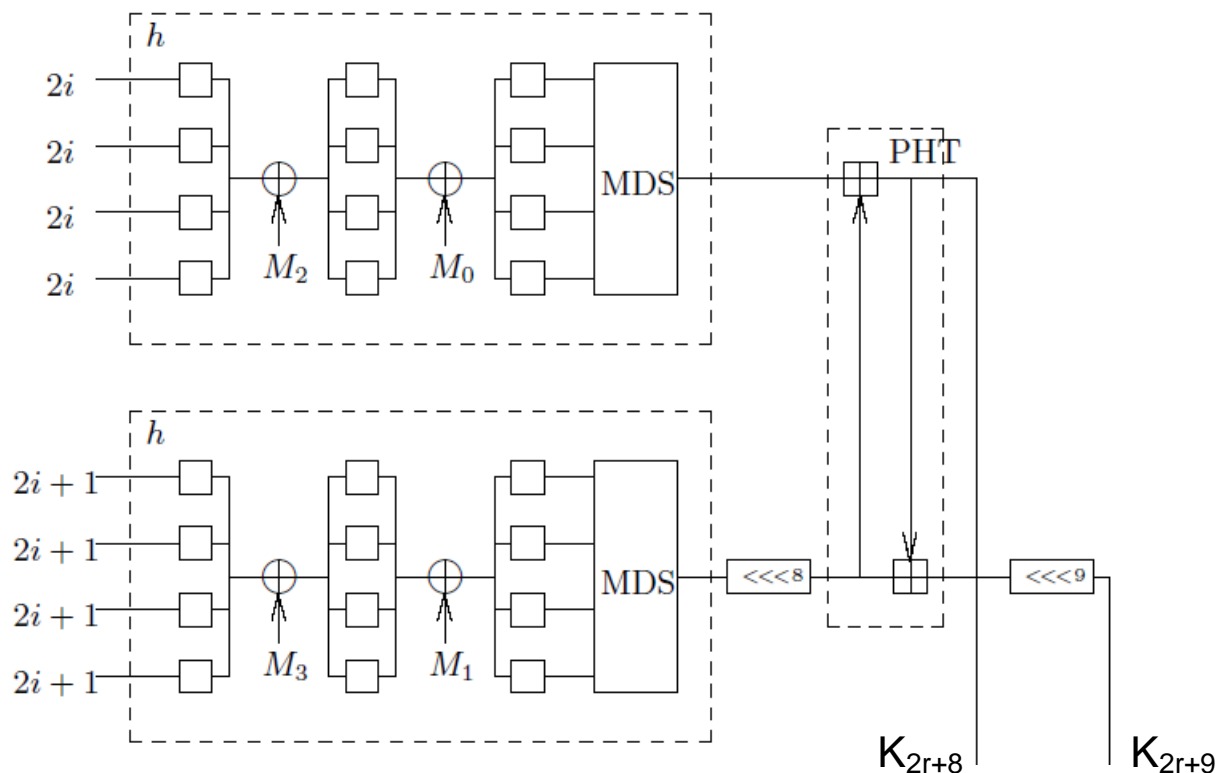 h
2i
2i
2i
2i
M₂
M₀
MDS
PHT
h
2i + 1
2i + 1
2i + 1
2i + 1
M₃
M₁
MDS
<<<8
<<<9
K₂ᵣ₊₈
K₂ᵣ₊₉